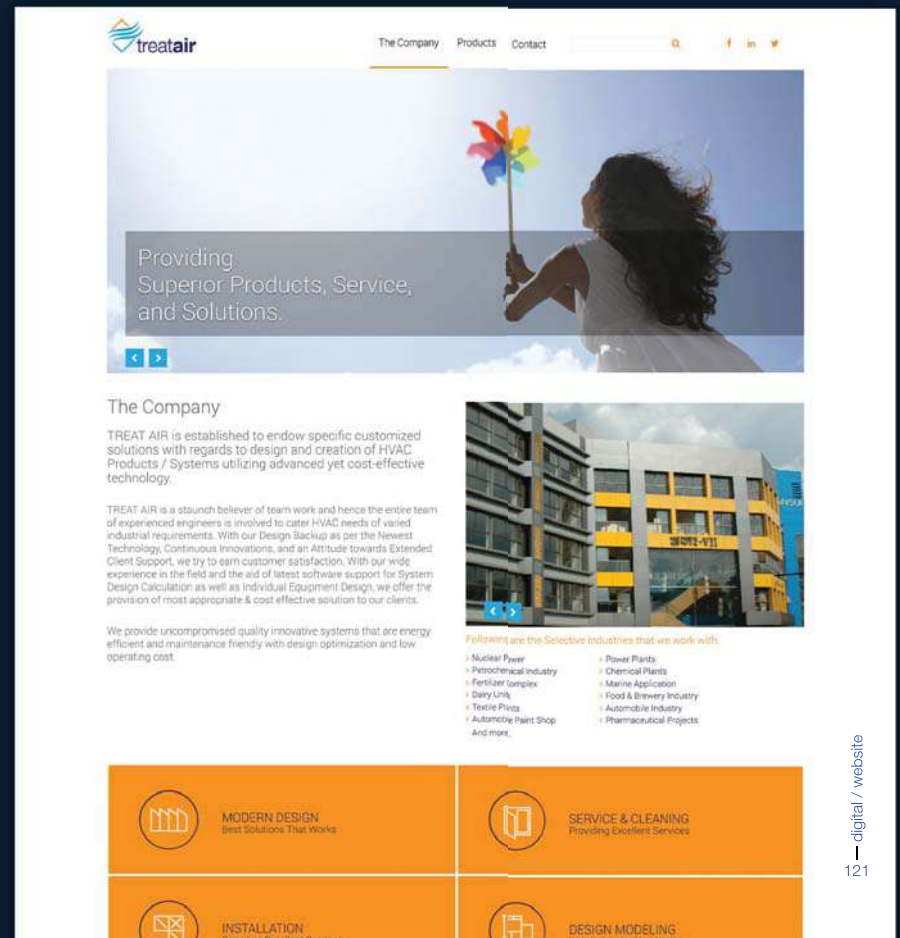 treatair
The Company
Products
Contact
Providing
Superior Products, Service,
and Solutions.
The Company
TREAT AIR is established to endow specific customized
solutions with regards to design and creation of HVAC
Products / Systems utilizing advanced yet cost-effective
technology.
TREAT AIR is a staunch believer of team work and hence the entire team
of experienced engineers is involved to cater HVAC needs of varied
industrial requirements. With our Design Backup as per the Newest
Technology, Continuous Innovations, and an Attitude towards Extended
Client Support, we try to earn customer satisfaction. With our wide
experience in the field and the aid of latest software support for System
Design Calculation as well as Individual Equipment Design, we offer the
provision of most appropriate & cost effective solution to our clients.
We provide uncompromised quality innovative systems that are energy
efficient and maintenance friendly with design optimization and low
operating cost.
Following are the Selective Industries that we work with.
Nuclear Power
Petrochemical Industry
Fertilizer Complex
Dairy Units
Textile Plants
Automobile Paint Shop
And more
Power Plants
Chemical Plants
Marine Application
Food & Brewery Industry
Automobile Industry
Pharmaceutical Projects
MODERN DESIGN
Best Solutions That Works
SERVICE & CLEANING
Providing Excellent Services
INSTALLATION
DESIGN MODELING
digital / website
121